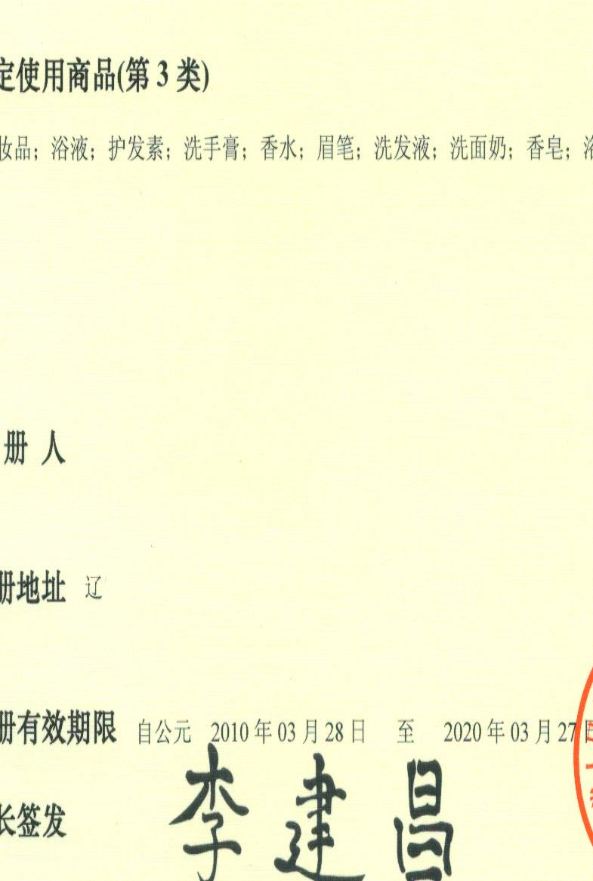 定使用商品(第 3 类)
妆品；浴液；护发素；洗手膏；香水；眉笔；洗发液；洗面奶；香皂；浴
册 人
册地址 辽
册有效期限 自公元 2010 年 03 月 28 日 至 2020 年 03 月 27 日
长签发 李建昌